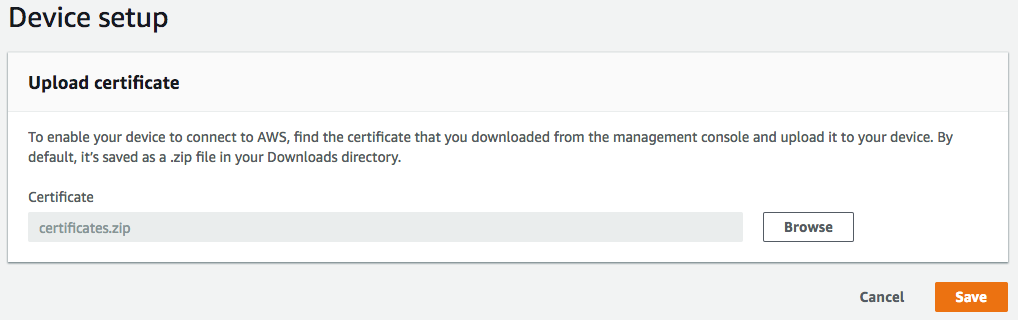 Device setup
Upload certificate
To enable your device to connect to AWS, find the certificate that you downloaded from the management console and upload it to your device. By
default, it's saved as a .zip file in your Downloads directory.
Certificate
certificates.zip
Browse
Cancel
Save